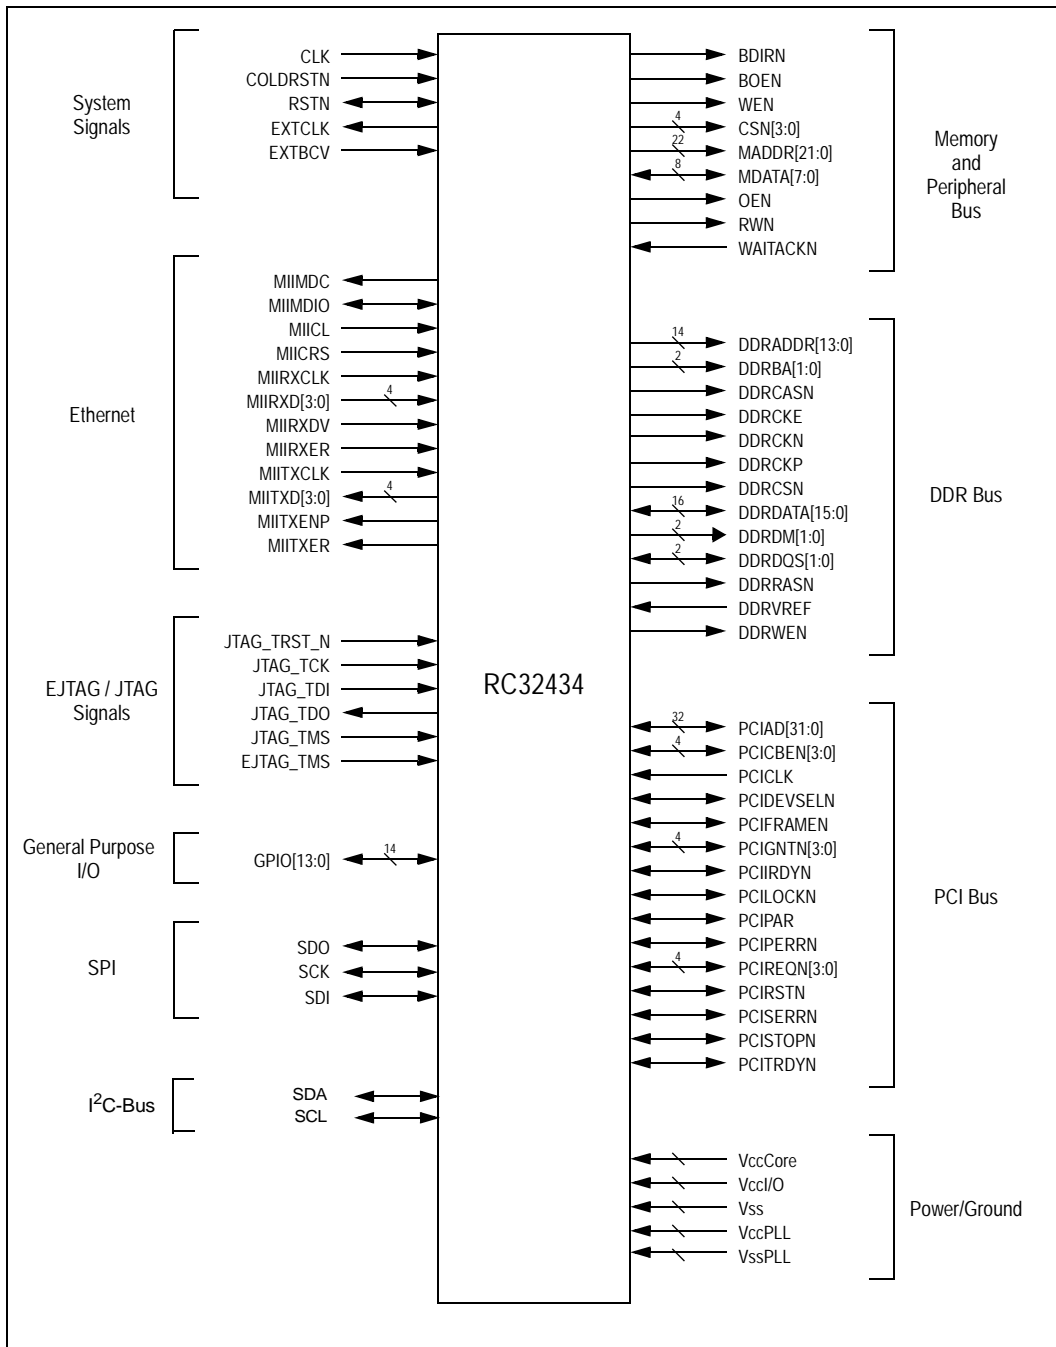 System
Signals
CLK
COLDRSTN
RSTN
EXTCLK
EXTBCV
Ethernet
MIIMDC
MIIMDIO
MIICL
MIICRS
MIIRXCLK
MIIRXD[3:0] 4
MIIRXDV
MIIRXER
MIITXCLK
MIITXD[3:0] 4
MIITXENP
MIITXER
EJTAG / JTAG
Signals
JTAG_TRST_N
JTAG_TCK
JTAG_TDI
JTAG_TDO
JTAG_TMS
EJTAG_TMS
General Purpose
I/O
GPIO[13:0] 14
SPI
SDO
SCK
SDI
I²C-Bus
SDA
SCL
RC32434
BDIRN
BOEN
WEN
4 CSN[3:0]
22 MADDR[21:0]
8 MDATA[7:0]
OEN
RWN
WAITACKN
Memory
and
Peripheral
Bus
14 DDRADDR[13:0]
2 DDRBA[1:0]
DDRCASN
DDRCKE
DDRCKN
DDRCKP
DDRCSN
16 DDRDATA[15:0]
2 DDRDM[1:0]
2 DDRDQS[1:0]
DDRRASN
DDRVREF
DDRWEN
DDR Bus
32 PCIAD[31:0]
4 PCICBEN[3:0]
PCICLK
PCIDEVSELN
PCIFRAMEN
4 PCIGNTN[3:0]
PCIIRDYN
PCILOCKN
PCIPAR
PCIPERRN
4 PCIREQN[3:0]
PCIRSTN
PCISERRN
PCISTOPN
PCITRDYN
PCI Bus
VccCore
VccI/O
Vss
VccPLL
VssPLL
Power/Ground